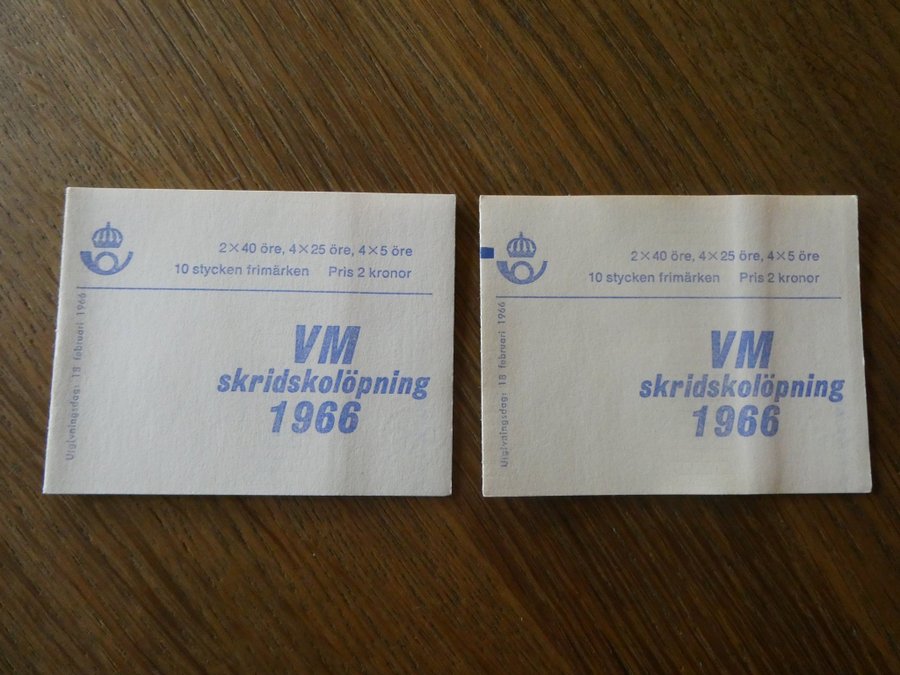 2×40 öre, 4×25 öre, 4×5 öre
10 stycken frimärken Pris 2 kronor
Utgivningsdag: 18 februari 1966
VM
skridskolöpning
1966
2×40 öre, 4×25 öre, 4×5 öre
10 stycken frimärken Pris 2 kronor
Utgivningsdag: 18 februari 1966
VM
skridskolöpning
1966